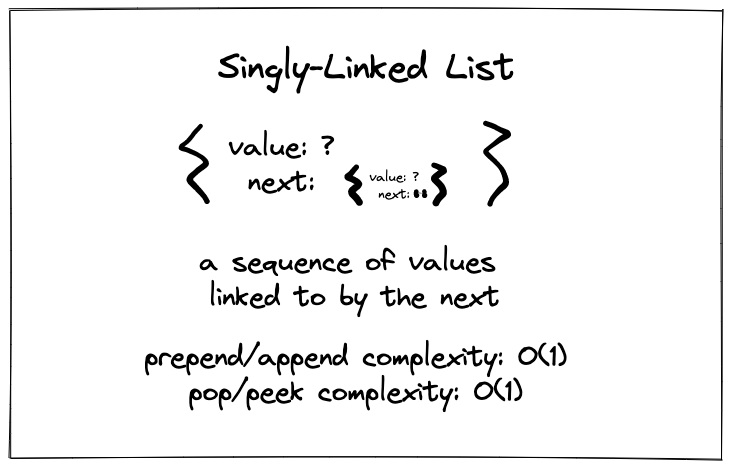 Singly-Linked List
{ value: ? }
next: { value: ? }
next: {}
a sequence of values
linked to by the next
prepend/append complexity: O(1)
pop/peek complexity: O(1)